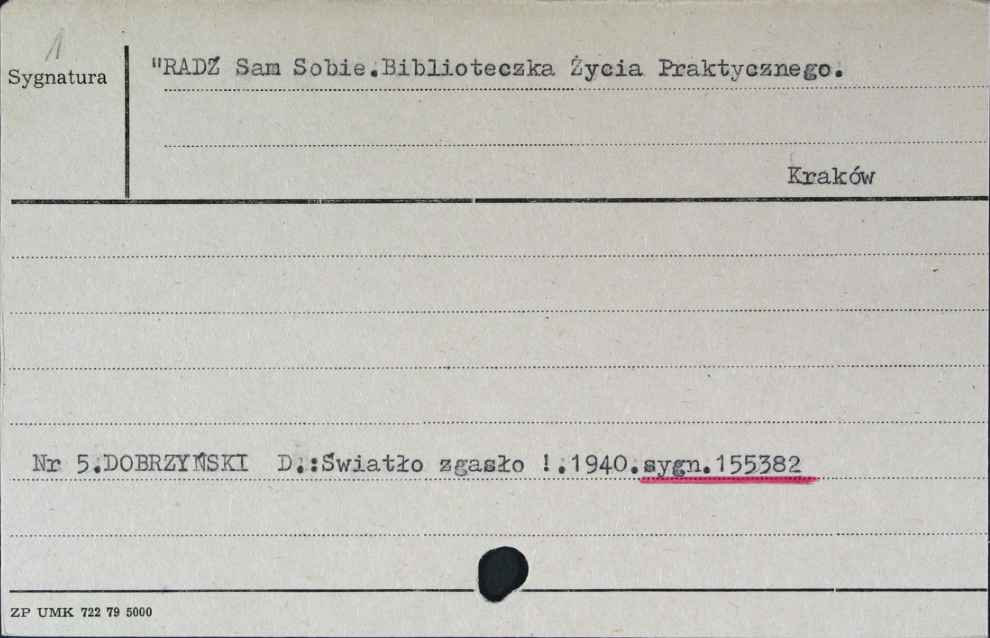 1
Sygnatura
"RADŹ Sam Sobie.Biblioteczka Życia Praktycznego.
Kraków
Nr 5.DOBRZYŃSKI D.:Światło zgasło !.1940.sygn.155382
ZP UMK 722 79 5000